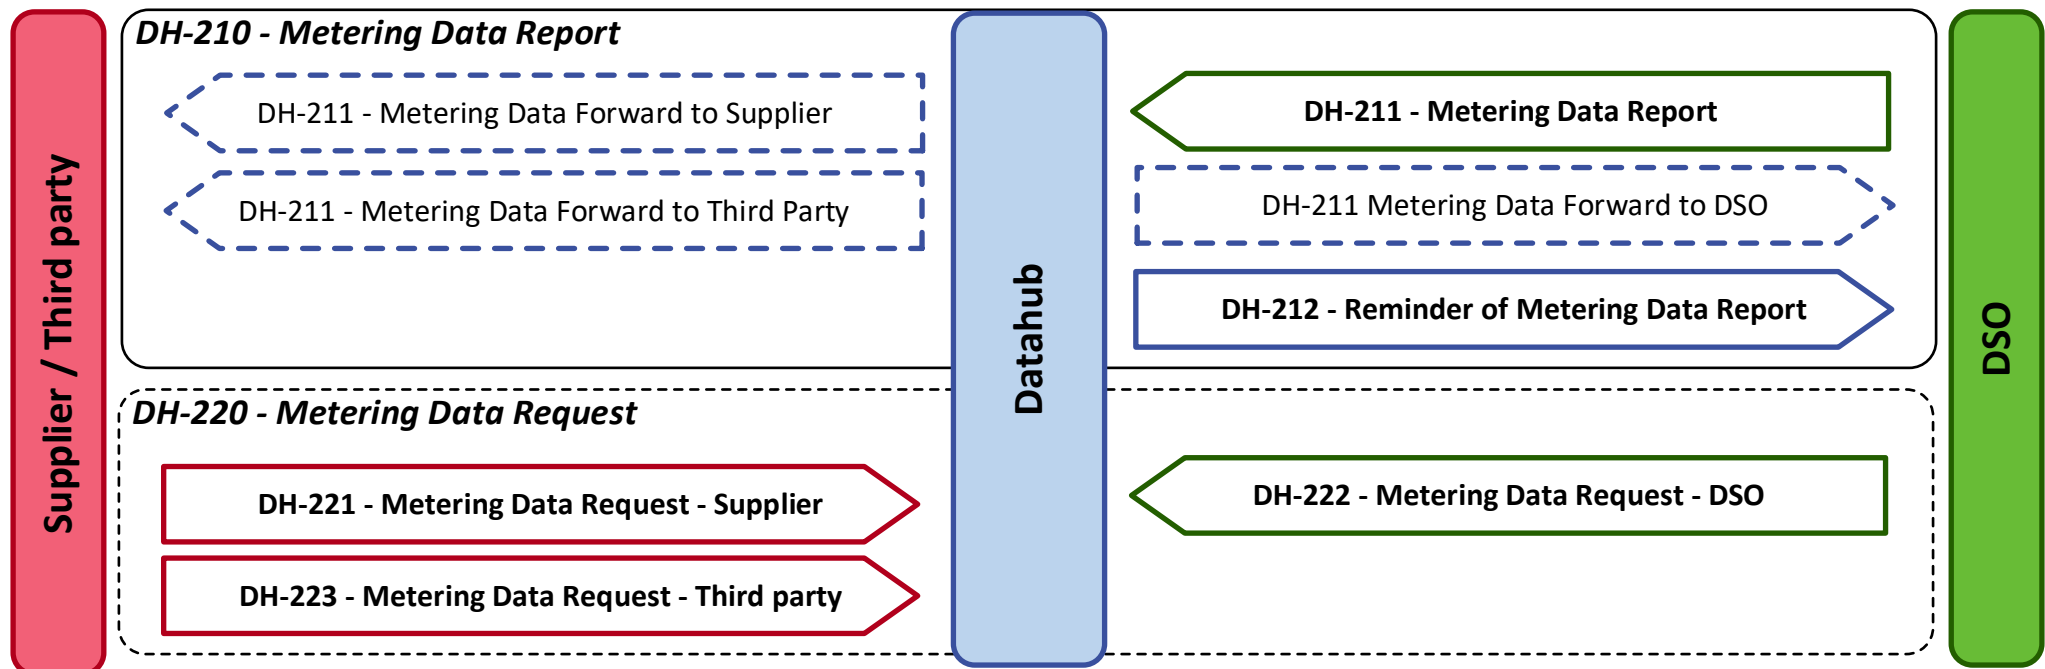 Supplier / Third party
DH-210 - Metering Data Report
DH-211 - Metering Data Forward to Supplier
DH-211 - Metering Data Forward to Third Party
Datahub
DH-211 - Metering Data Report
DH-211 Metering Data Forward to DSO
DH-212 - Reminder of Metering Data Report
DSO
DH-220 - Metering Data Request
DH-221 - Metering Data Request - Supplier
DH-223 - Metering Data Request - Third party
DH-222 - Metering Data Request - DSO